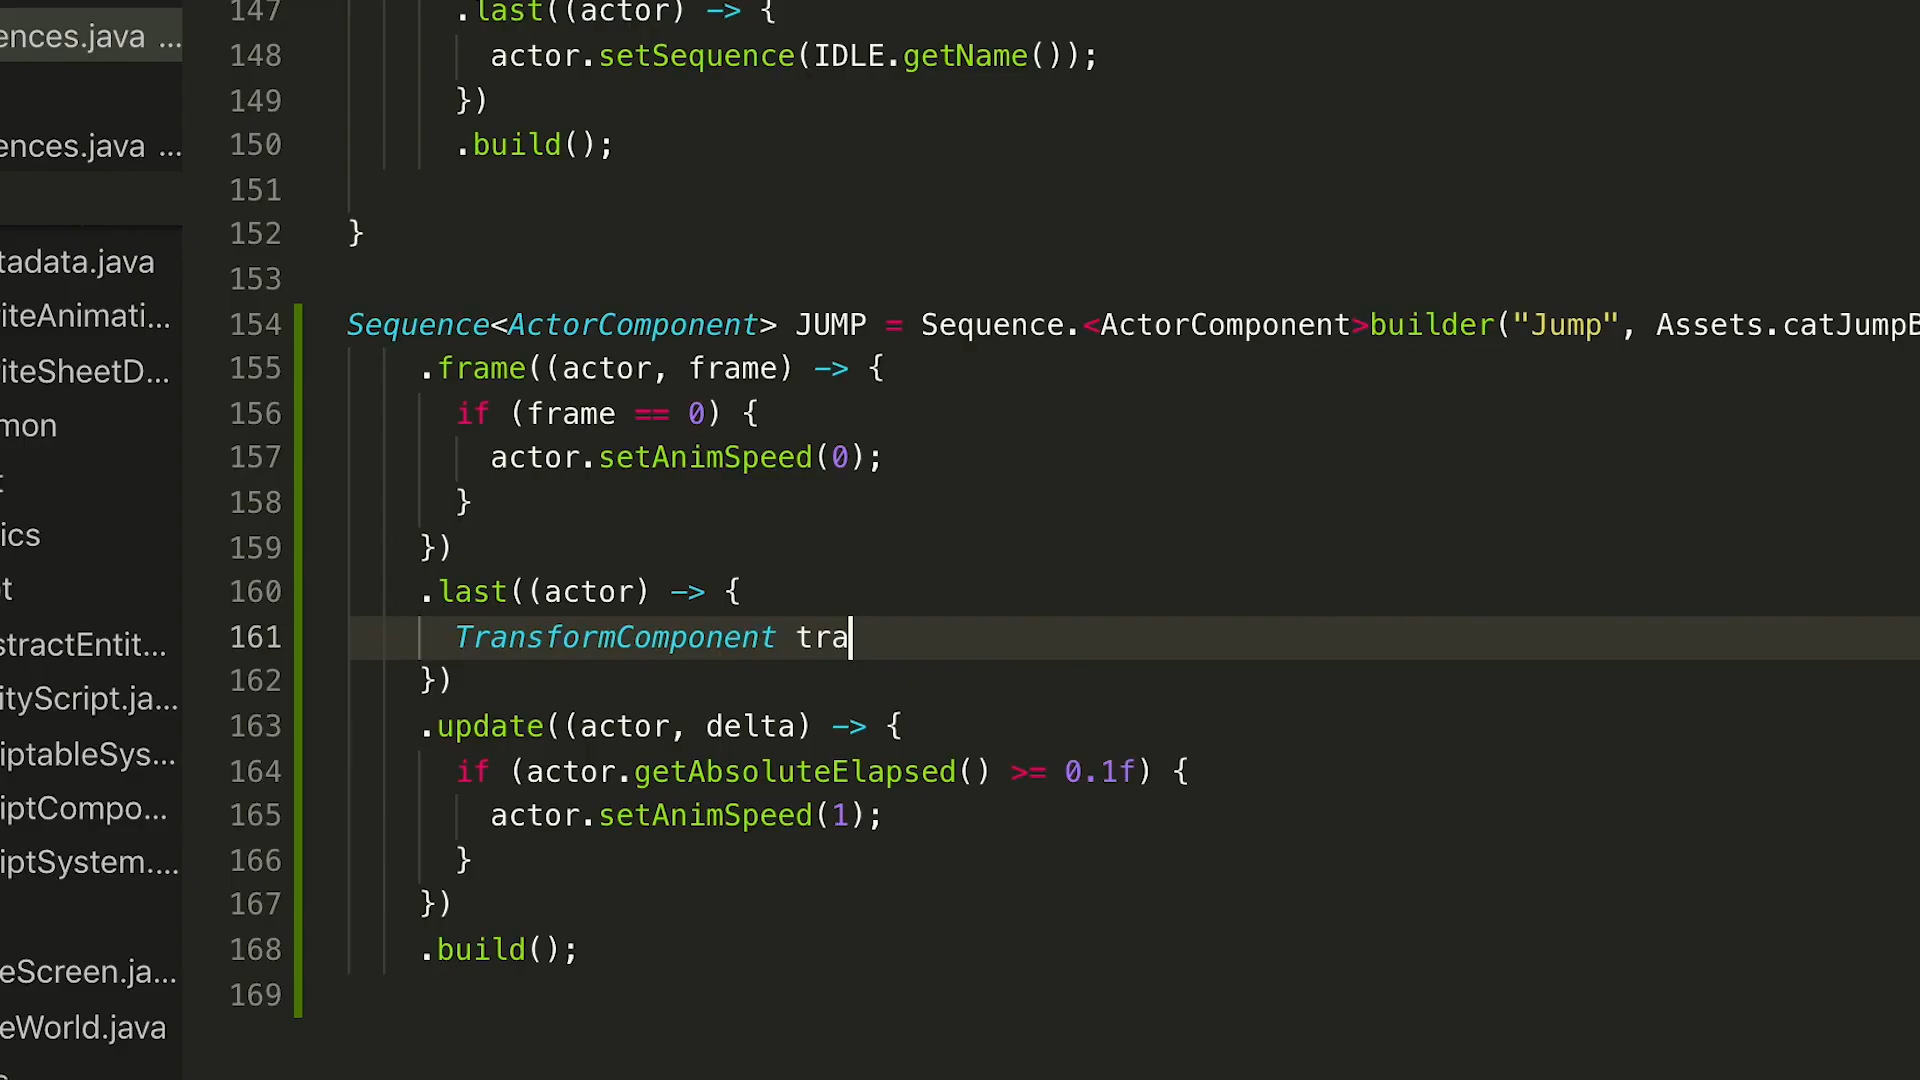 ences.java ...
ences.java ...
tadata.java
iteAnimati...
iteSheetD...
mon
ics
t
stractEntit...
ityScript.ja...
iptableSys...
iptCompo...
iptSystem....
eScreen.ja...
eWorld.java
147 .last((actor) -> {
148 actor.setSequence(IDLE.getName());
149 })
150 .build();
151
152 }
153
154 Sequence<ActorComponent> JUMP = Sequence.<ActorComponent>builder("Jump", Assets.catJumpB
155 .frame((actor, frame) -> {
156 if (frame == 0) {
157 actor.setAnimSpeed(0);
158 }
159 })
160 .last((actor) -> {
161 TransformComponent tra
162 })
163 .update((actor, delta) -> {
164 if (actor.getAbsoluteElapsed() >= 0.1f) {
165 actor.setAnimSpeed(1);
166 }
167 })
168 .build();
169